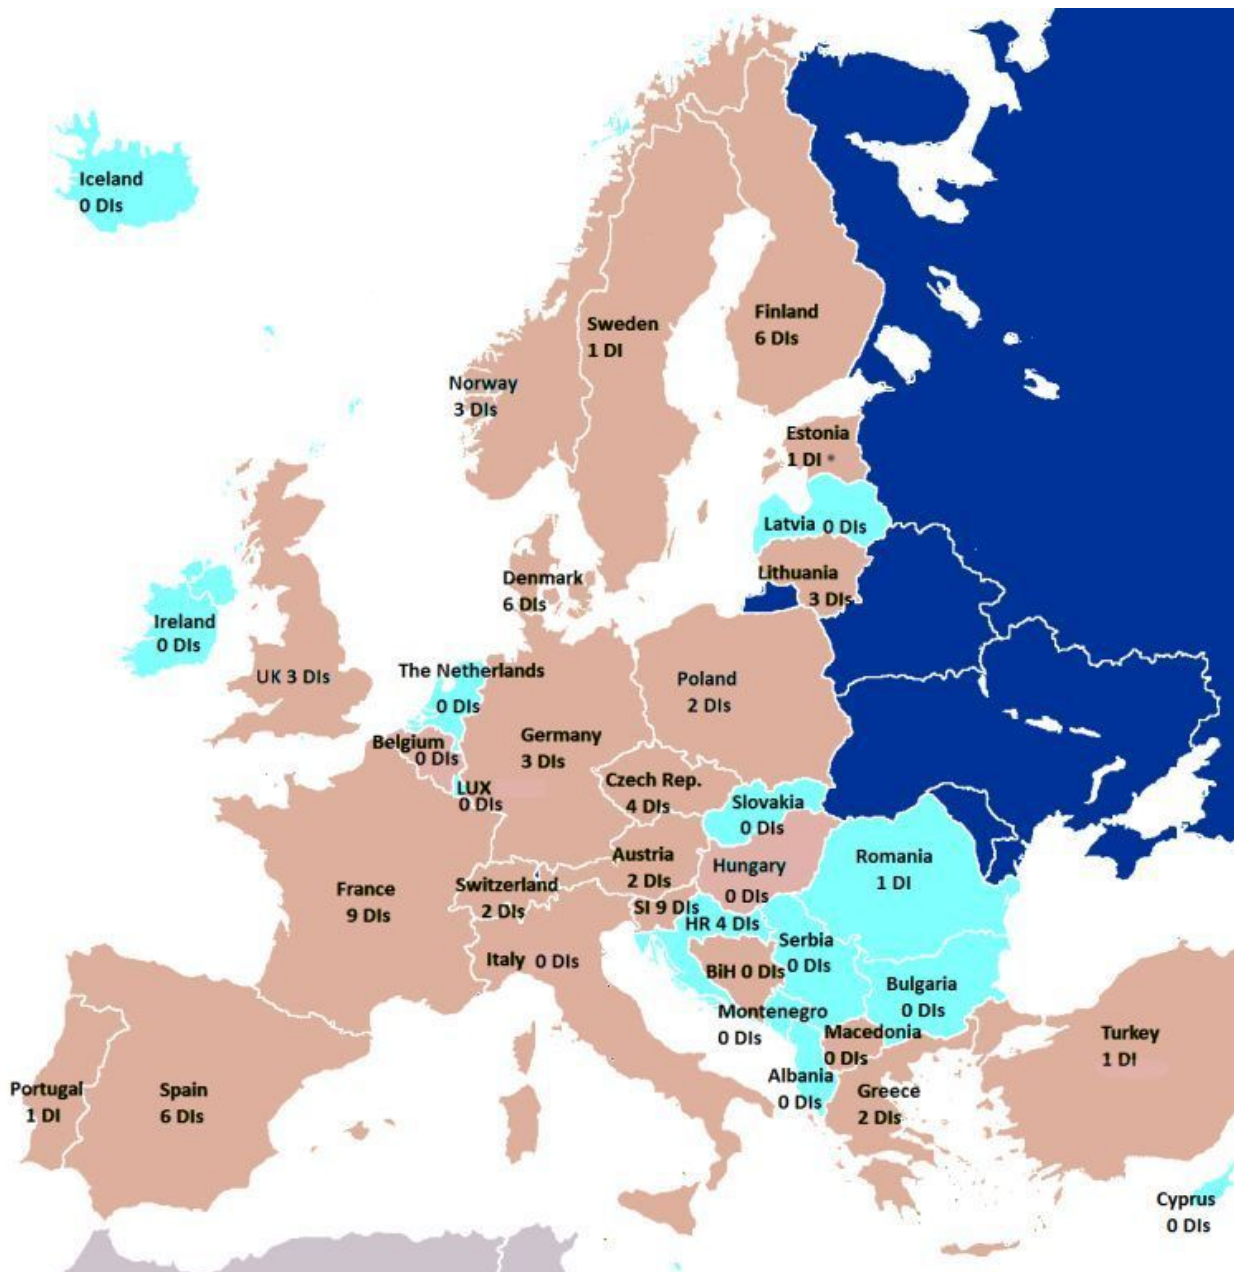 Iceland
0 DIs
Sweden
1 DI
Finland
6 DIs
Norway
3 DIs
Estonia
1 DI *
Latvia 0 DIs
Lithuania
3 DIs
Denmark
6 DIs
Ireland
0 DIs
UK 3 DIs
The Netherlands
0 DIs
Poland
2 DIs
Belgium
0 DIs
Germany
3 DIs
LUX
0 DIs
Czech Rep.
4 DIs
Slovakia
0 DIs
Austria
2 DIs
Hungary
0 DIs
Romania
1 DI
France
9 DIs
Switzerland
2 DIs
SI 9 DIs
HR 4 DIs
Italy 0 DIs
Serbia
0 DIs
BiH 0 DIs
Bulgaria
0 DIs
Montenegro
0 DIs
Macedonia
0 DIs
Turkey
1 DI
Albania
0 DIs
Greece
2 DIs
Portugal
1 DI
Spain
6 DIs
Cyprus
0 DIs